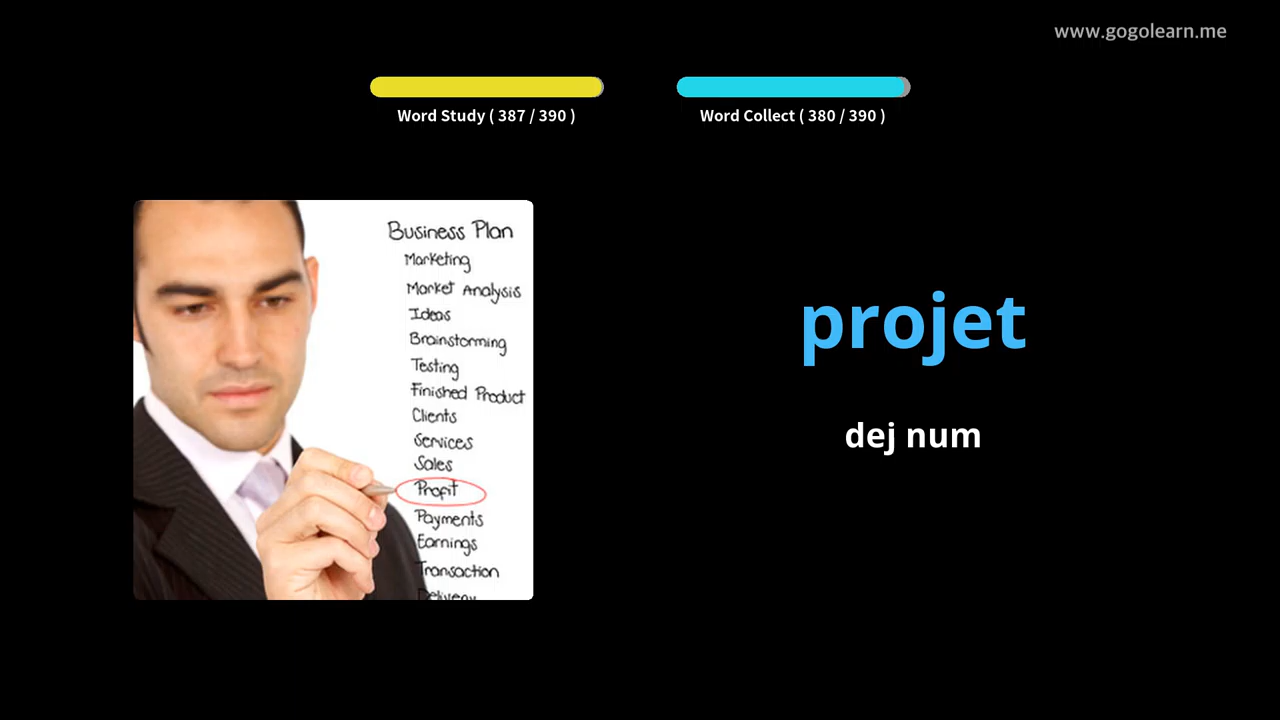 www.gogolearn.me
Word Study ( 387 / 390 )
Word Collect ( 380 / 390 )
Business Plan
Marketing
Market Analysis
Ideas
Brainstorming
Testing
Finished Product
Clients
Services
Sales
Profit
Payments
Earnings
Transaction
Delivery
projet
dej num